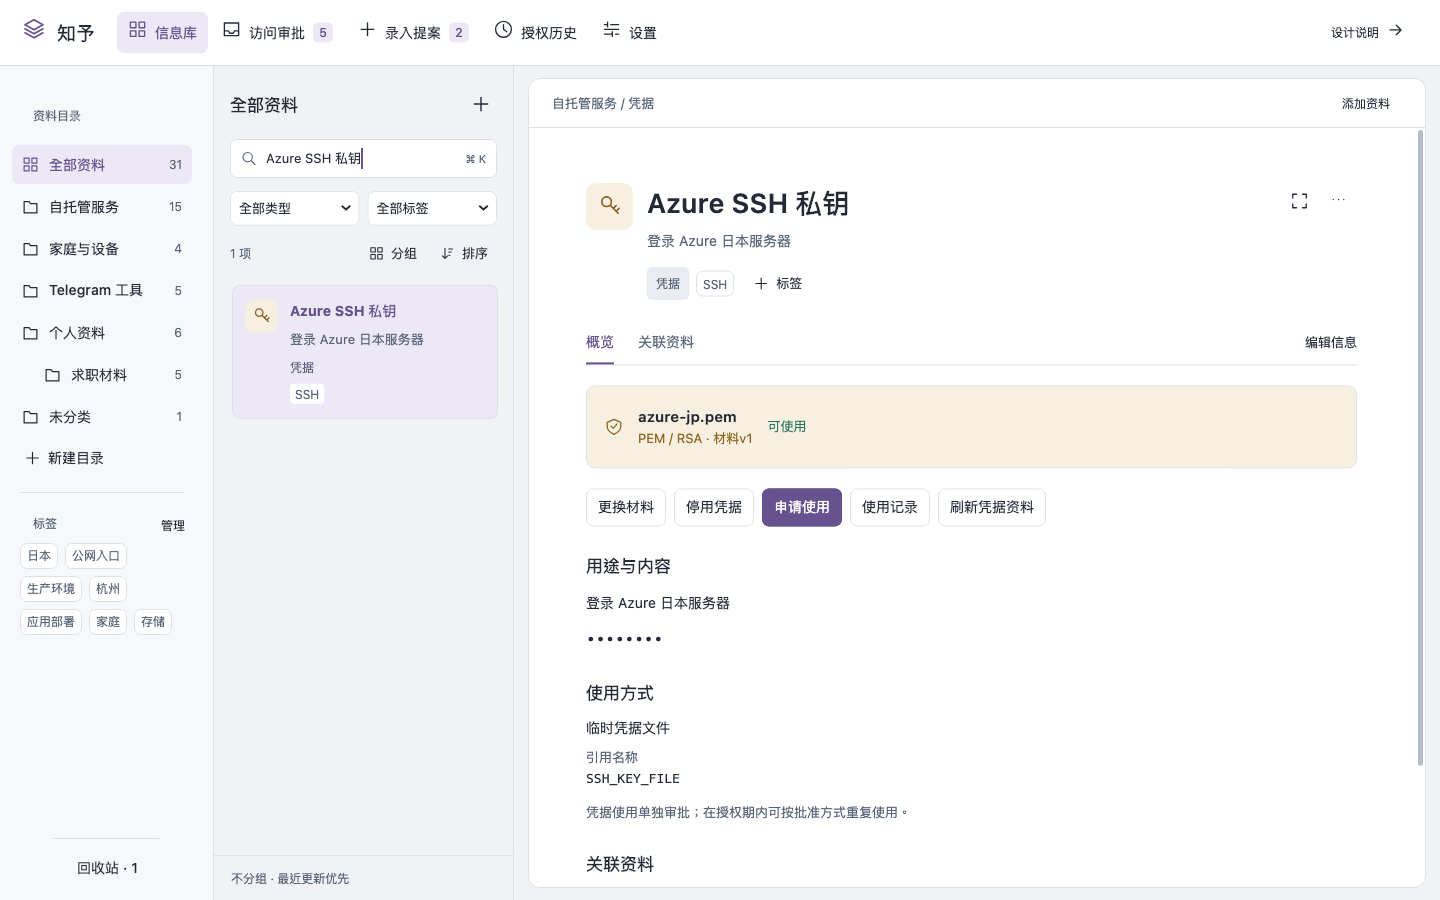 知予
信息库
访问审批 5
录入提案 2
授权历史
设置
设计说明
资料目录
全部资料 31
自托管服务 15
家庭与设备 4
Telegram 工具 5
个人资料 6
求职材料 5
未分类 1
新建目录
标签 管理
日本 公网入口
生产环境 杭州
应用部署 家庭 存储
回收站 · 1
全部资料
Azure SSH 私钥 ⌘ K
全部类型 全部标签
1 项 分组 排序
Azure SSH 私钥
登录 Azure 日本服务器
凭据
SSH
不分组 · 最近更新优先
自托管服务 / 凭据 添加资料
Azure SSH 私钥 ···
登录 Azure 日本服务器
凭据 SSH 标签
概览 关联资料 编辑信息
azure-jp.pem
PEM / RSA · 材料v1
可使用
更换材料 停用凭据 申请使用 使用记录 刷新凭据资料
用途与内容
登录 Azure 日本服务器
••••••••
使用方式
临时凭据文件
引用名称
SSH_KEY_FILE
凭据使用单独审批；在授权期内可按批准方式重复使用。
关联资料